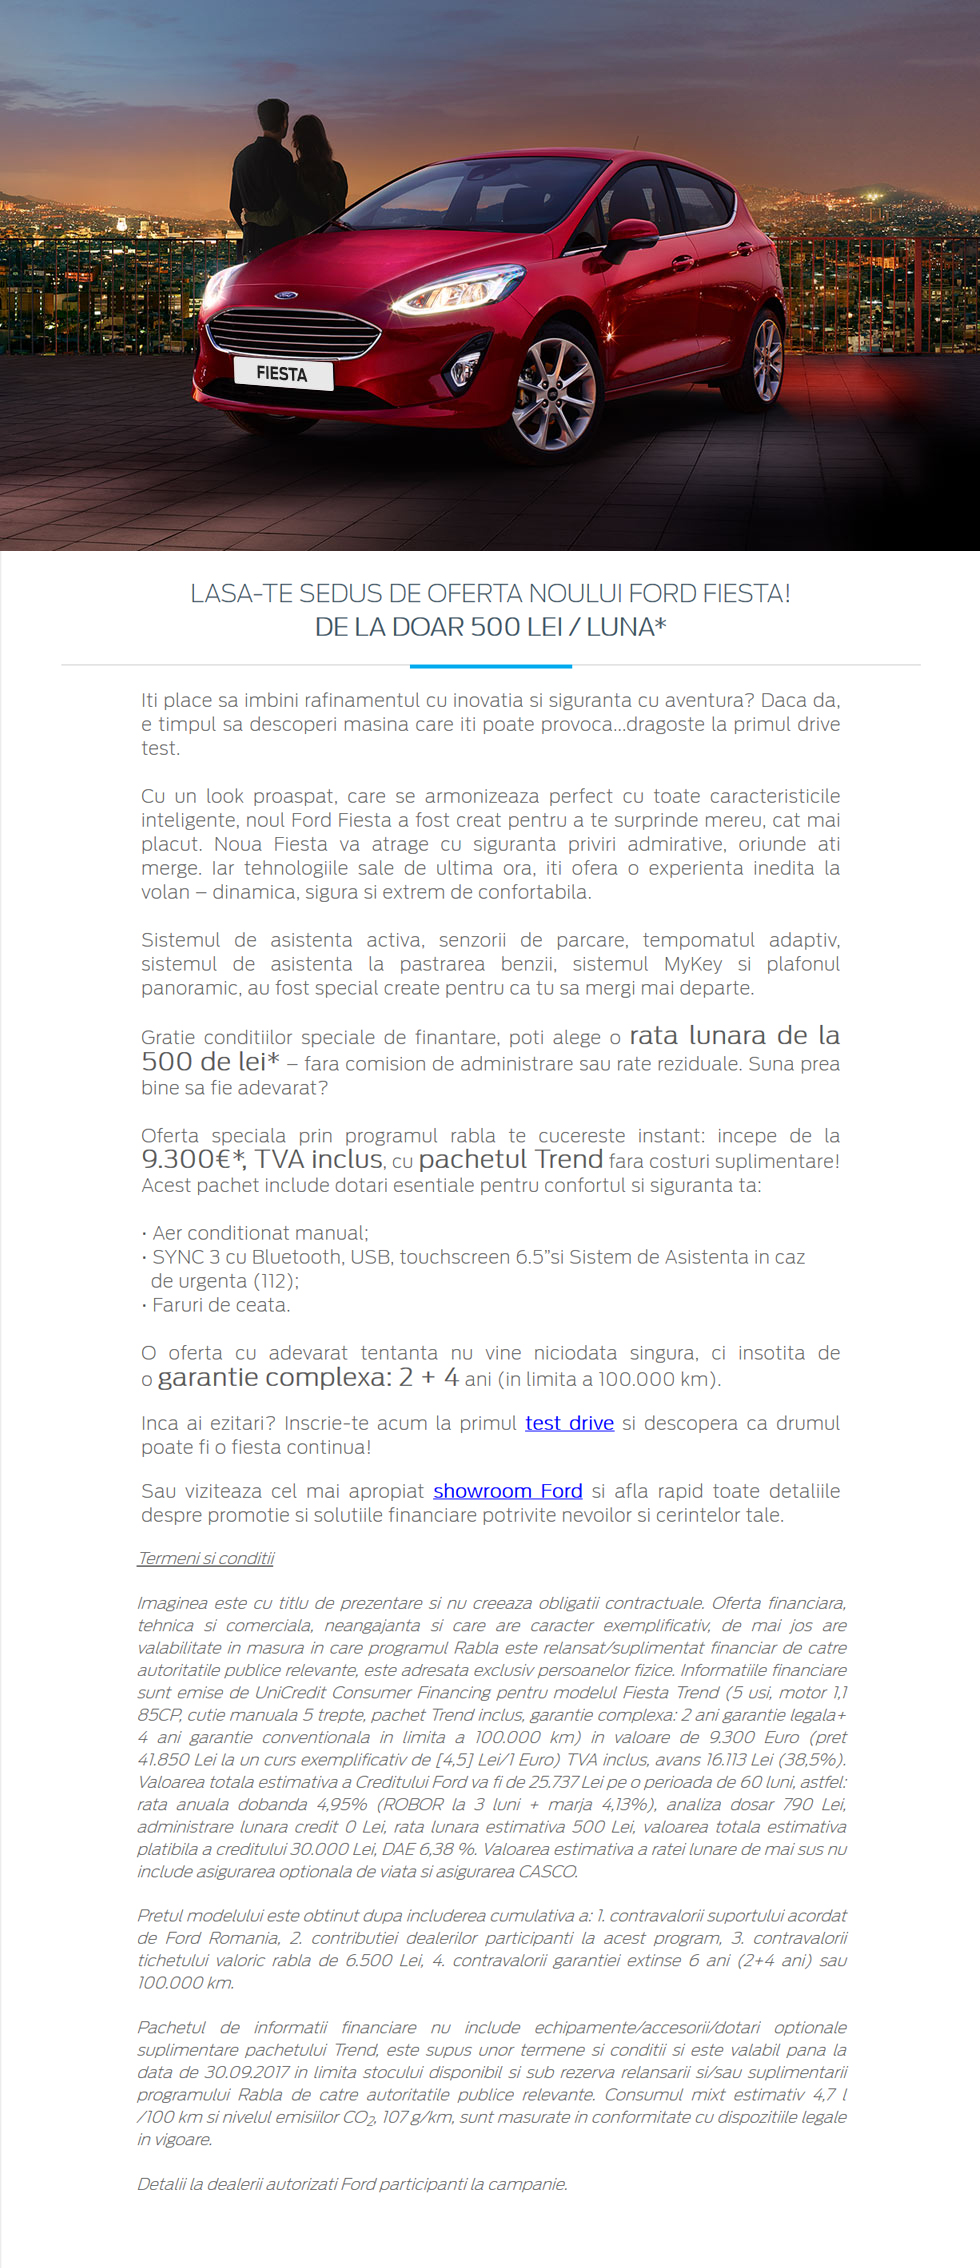 Ford
FIESTA
LASA-TE SEDUS DE OFERTA NOULUI FORD FIESTA!
DE LA DOAR 500 LEI / LUNA*
Iti place sa imbini rafinamentul cu inovatia si siguranta cu aventura? Daca da,
e timpul sa descoperi masina care iti poate provoca...dragoste la primul drive
test.
Cu un look proaspat, care se armonizeaza perfect cu toate caracteristicile
inteligente, noul Ford Fiesta a fost creat pentru a te surprinde mereu, cat mai
placut. Noua Fiesta va atrage cu siguranta priviri admirative, oriunde ati
merge. Iar tehnologiile sale de ultima ora, iti ofera o experienta inedita la
volan – dinamica, sigura si extrem de confortabila.
Sistemul de asistenta activa, senzorii de parcare, tempomatul adaptiv,
sistemul de asistenta la pastrarea benzii, sistemul MyKey si plafonul
panoramic, au fost special create pentru ca tu sa mergi mai departe.
Gratie conditiilor speciale de finantare, poti alege o rata lunara de la
500 de lei* – fara comision de administrare sau rate reziduale. Suna prea
bine sa fie adevarat?
Oferta speciala prin programul rabla te cucereste instant: incepe de la
9.300€*, TVA inclus, cu pachetul Trend fara costuri suplimentare!
Acest pachet include dotari esentiale pentru confortul si siguranta ta:
· Aer conditionat manual;
· SYNC 3 cu Bluetooth, USB, touchscreen 6.5”si Sistem de Asistenta in caz
de urgenta (112);
· Faruri de ceata.
O oferta cu adevarat tentanta nu vine niciodata singura, ci insotita de
o garantie complexa: 2 + 4 ani (in limita a 100.000 km).
Inca ai ezitari? Inscrie-te acum la primul test drive si descopera ca drumul
poate fi o fiesta continua!
Sau viziteaza cel mai apropiat showroom Ford si afla rapid toate detaliile
despre promotie si solutiile financiare potrivite nevoilor si cerintelor tale.
Termeni si conditii
Imaginea este cu titlu de prezentare si nu creeaza obligatii contractuale. Oferta financiara,
tehnica si comerciala, neangajanta si care are caracter exemplificativ, de mai jos are
valabilitate in masura in care programul Rabla este relansat/suplimentat financiar de catre
autoritatile publice relevante, este adresata exclusiv persoanelor fizice. Informatiile financiare
sunt emise de UniCredit Consumer Financing pentru modelul Fiesta Trend (5 usi, motor 1,1
85CP, cutie manuala 5 trepte, pachet Trend inclus, garantie complexa: 2 ani garantie legala+
4 ani garantie conventionala in limita a 100.000 km) in valoare de 9.300 Euro (pret
41.850 Lei la un curs exemplificativ de [4,5] Lei/1 Euro) TVA inclus, avans 16.113 Lei (38,5%).
Valoarea totala estimativa a Creditului Ford va fi de 25.737 Lei pe o perioada de 60 luni, astfel:
rata anuala dobanda 4,95% (ROBOR la 3 luni + marja 4,13%), analiza dosar 790 Lei,
administrare lunara credit 0 Lei, rata lunara estimativa 500 Lei, valoarea totala estimativa
platibila a creditului 30.000 Lei, DAE 6,38 %. Valoarea estimativa a ratei lunare de mai sus nu
include asigurarea optionala de viata si asigurarea CASCO.
Pretul modelului este obtinut dupa includerea cumulativa a: 1. contravalorii suportului acordat
de Ford Romania, 2. contributiei dealerilor participanti la acest program, 3. contravalorii
tichetului valoric rabla de 6.500 Lei, 4. contravalorii garantiei extinse 6 ani (2+4 ani) sau
100.000 km.
Pachetul de informatii financiare nu include echipamente/accesorii/dotari optionale
suplimentare pachetului Trend, este supus unor termene si conditii si este valabil pana la
data de 30.09.2017 in limita stocului disponibil si sub rezerva relansarii si/sau suplimentarii
programului Rabla de catre autoritatile publice relevante. Consumul mixt estimativ 4,7 l
/100 km si nivelul emisiilor CO₂, 107 g/km, sunt masurate in conformitate cu dispozitiile legale
in vigoare.
Detalii la dealerii autorizati Ford participanti la campanie.